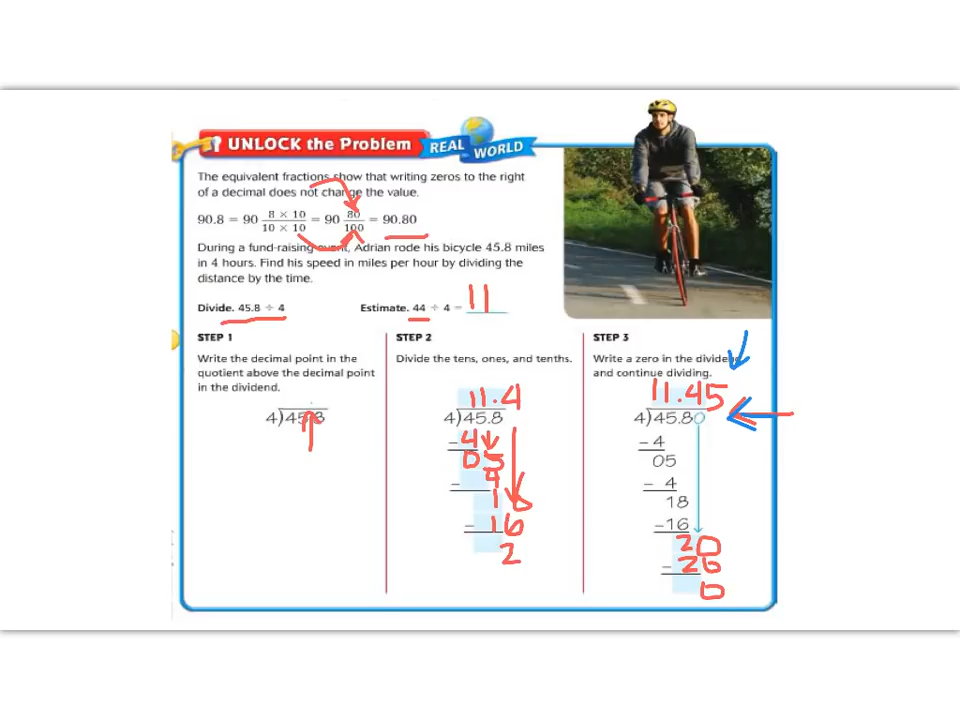 UNLOCK the Problem REAL WORLD
The equivalent fractions show that writing zeros to the right
of a decimal does not change the value.
90.8 = 90 8 × 10 / 10 × 10 = 90 80 / 100 = 90.80
During a fund-raising event, Adrian rode his bicycle 45.8 miles
in 4 hours. Find his speed in miles per hour by dividing the
distance by the time.
Divide. 45.8 ÷ 4 Estimate. 44 ÷ 4 = 11
STEP 1
Write the decimal point in the
quotient above the decimal point
in the dividend.
.
4)45.8
STEP 2
Divide the tens, ones, and tenths.
11.4
4)45.8
- 4
05
- 4
18
- 16
2
STEP 3
Write a zero in the dividend
and continue dividing.
11.45
4)45.80
- 4
05
- 4
18
-16
20
- 20
0